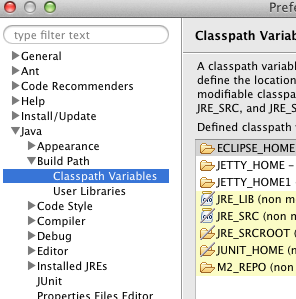 Prefe
type filter text
General
Ant
Code Recommenders
Help
Install/Update
Java
Appearance
Build Path
Classpath Variables
User Libraries
Code Style
Compiler
Debug
Editor
Installed JREs
JUnit
Properties Files Editor
Classpath Variab
A classpath variabl
define the location
modifiable classpa
JRE_SRC, and JRE_S
Defined classpath
ECLIPSE_HOME
JETTY_HOME –
JETTY_HOME1
JRE_LIB (non m
JRE_SRC (non m
JRE_SRCROOT (
JUNIT_HOME (n
M2_REPO (non m